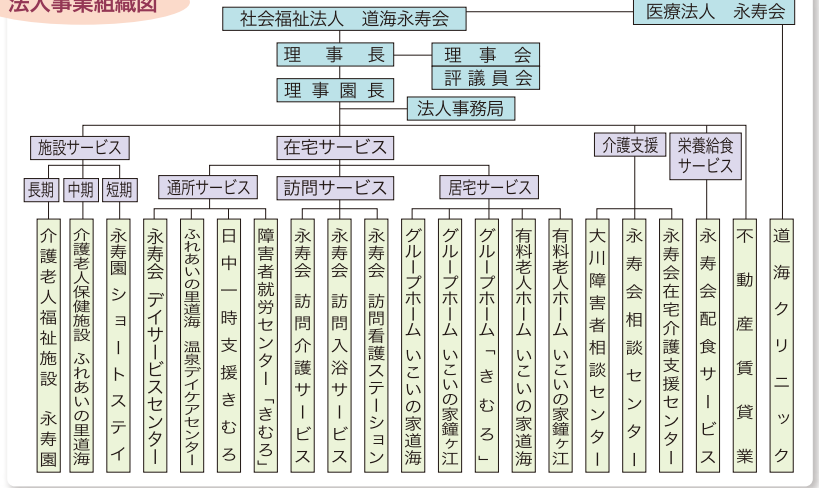 法人事業組織図
社会福祉法人　道海永寿会
医療法人　永寿会
理事長
理事会
評議員会
理事園長
法人事務局
施設サービス
在宅サービス
介護支援
栄養給食
サービス
長期
中期
短期
通所サービス
訪問サービス
居宅サービス
介護老人福祉施設　永寿園
介護老人保健施設　ふれあいの里道海
永寿園ショートステイ
永寿会　デイサービスセンター
ふれあいの里道海　温泉デイケアセンター
日中一時支援きむろ
障害者就労センター「きむろ」
永寿会　訪問介護サービス
永寿会　訪問入浴サービス
永寿会　訪問看護ステーション
グループホーム　いこいの家道海
グループホーム　いこいの家鐘ヶ江
グループホーム「きむろ」
有料老人ホーム　いこいの家道海
有料老人ホーム　いこいの家鐘ヶ江
大川障害者相談センター
永寿会相談センター
永寿会在宅介護支援センター
永寿会配食サービス
不動産賃貸業
道海クリニック